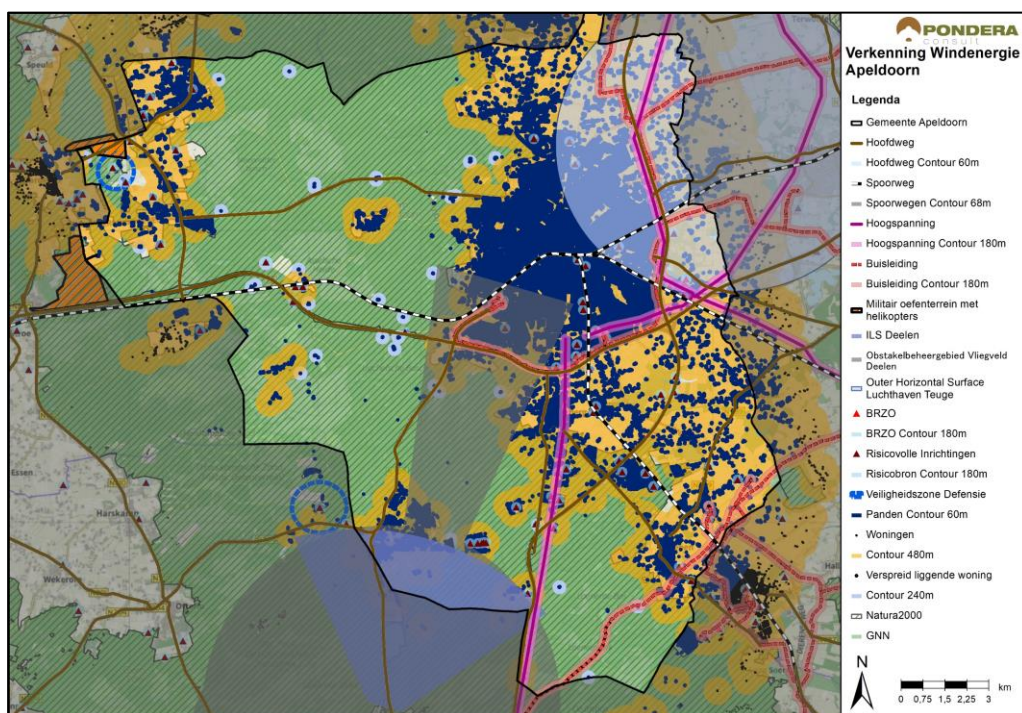 PONDERA
consult
Verkenning Windenergie
Apeldoorn
Legenda
Gemeente Apeldoorn
Hoofdweg
Hoofdweg Contour 60m
Spoorweg
Spoorwegen Contour 68m
Hoogspanning
Hoogspanning Contour 180m
Buisleiding
Buisleiding Contour 180m
Militair oefenterrein met
helikopters
ILS Deelen
Obstakelbeheergebied Vliegveld
Deelen
Outer Horizontal Surface
Luchthaven Teuge
BRZO
BRZO Contour 180m
Risicovolle Inrichtingen
Risicobron Contour 180m
Veiligheidszone Defensie
Panden Contour 60m
Woningen
Contour 480m
Verspreid liggende woning
Contour 240m
Natura2000
GNN
N
km
0 0,75 1,5 2,25 3
Speuld
Essen
Harskamp
Wekerom